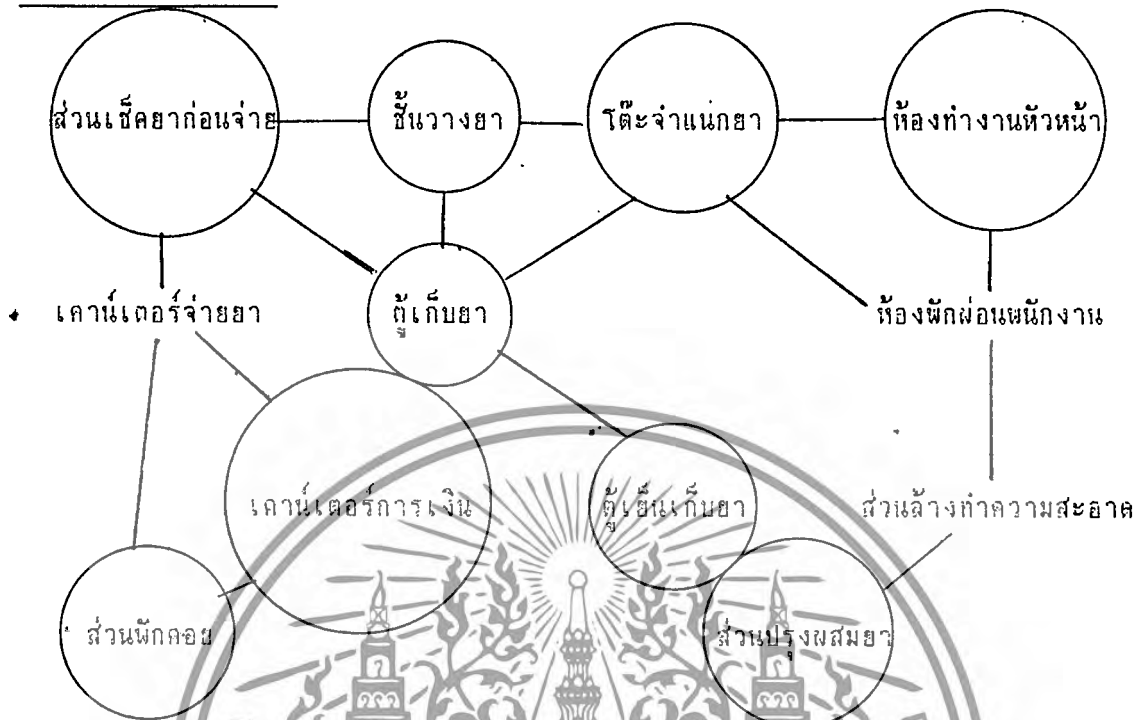 ส่วนเช็คยาก่อนจ่าย ชั้นวางยา โต๊ะจำแนกยา ห้องทำงานหัวหน้า
เคาน์เตอร์จ่ายยา ตู้เก็บยา ห้องพักผ่อนพนักงาน
เคาน์เตอร์การเงิน ตู้เย็นเก็บยา ส่วนล้างทำความสะอาด
ส่วนพักคอย ส่วนปรุงผสมยา